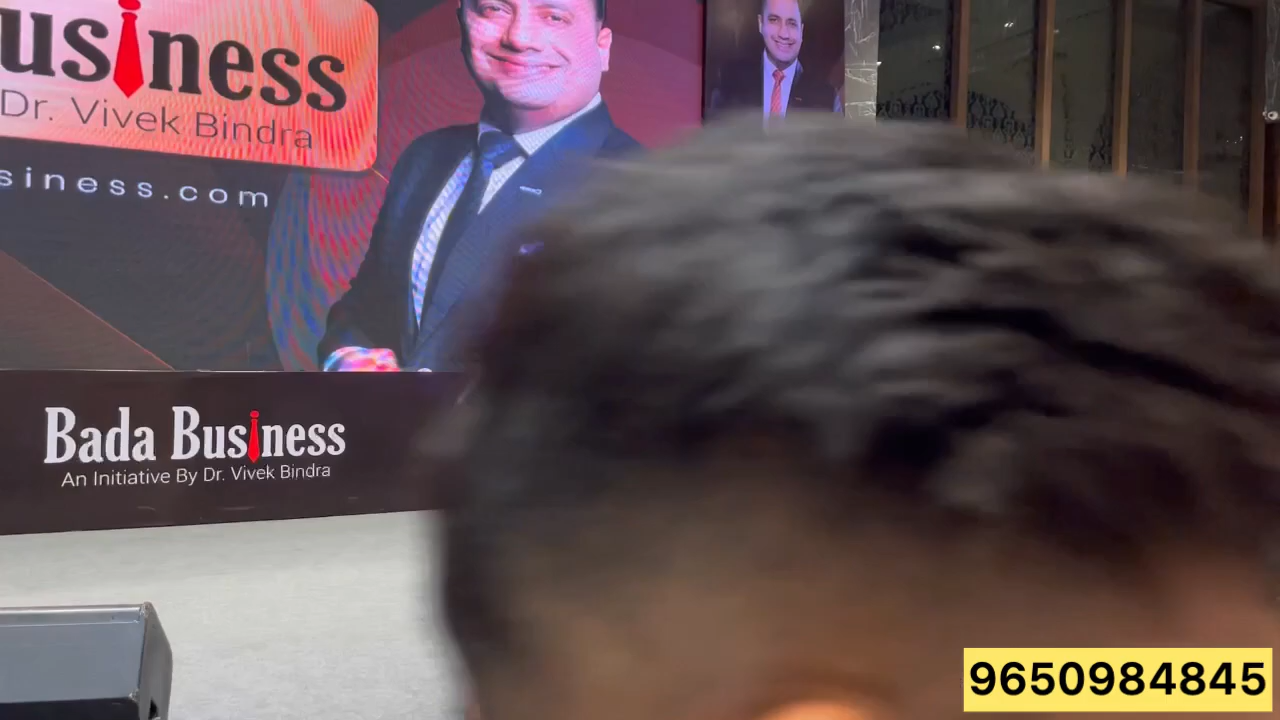 usiness
Dr. Vivek Bindra
siness.com
Bada Business
An Initiative By Dr. Vivek Bindra
9650984845